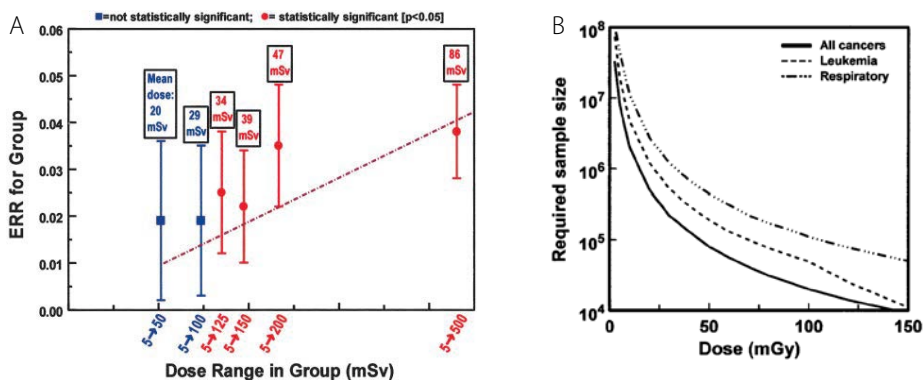 A
■=not statistically significant; ●= statistically significant [p<0.05]
ERR for Group
0.06
0.05
0.04
0.03
0.02
0.01
0.00
Mean
dose:
20
mSv
29
mSv
34
mSv
39
mSv
47
mSv
86
mSv
5→50
5→100
5→125
5→150
5→200
5→500
Dose Range in Group (mSv)
B
Required sample size
10⁸
10⁷
10⁶
10⁵
10⁴
All cancers
Leukemia
Respiratory
0
50
100
150
Dose (mGy)